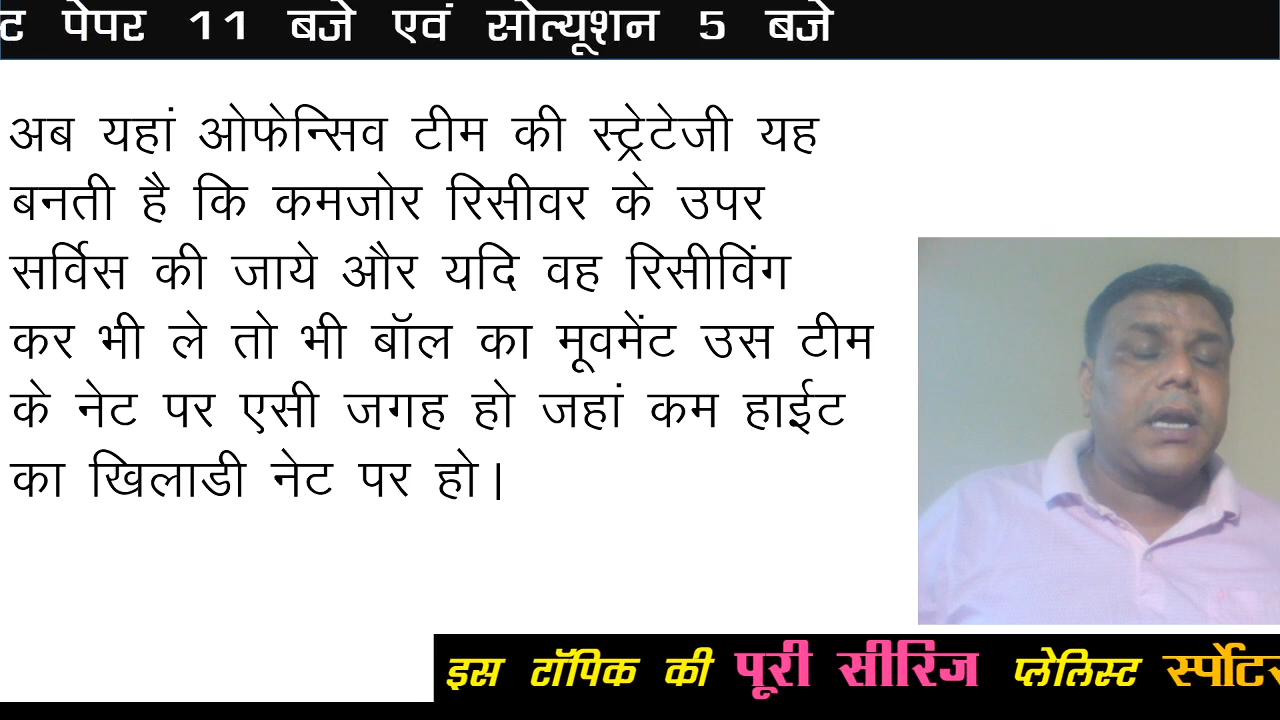 पेपर 11 बजे एवं सोल्यूशन 5 बजे
अब यहां ओफेन्सिव टीम की स्ट्रेटेजी यह
बनती है कि कमजोर रिसीवर के उपर
सर्विस की जाये और यदि वह रिसीविंग
कर भी ले तो भी बॉल का मूवमेंट उस टीम
के नेट पर एसी जगह हो जहां कम हाईट
का खिलाडी नेट पर हो।
इस टॉपिक की पूरी सीरिज प्लेलिस्ट